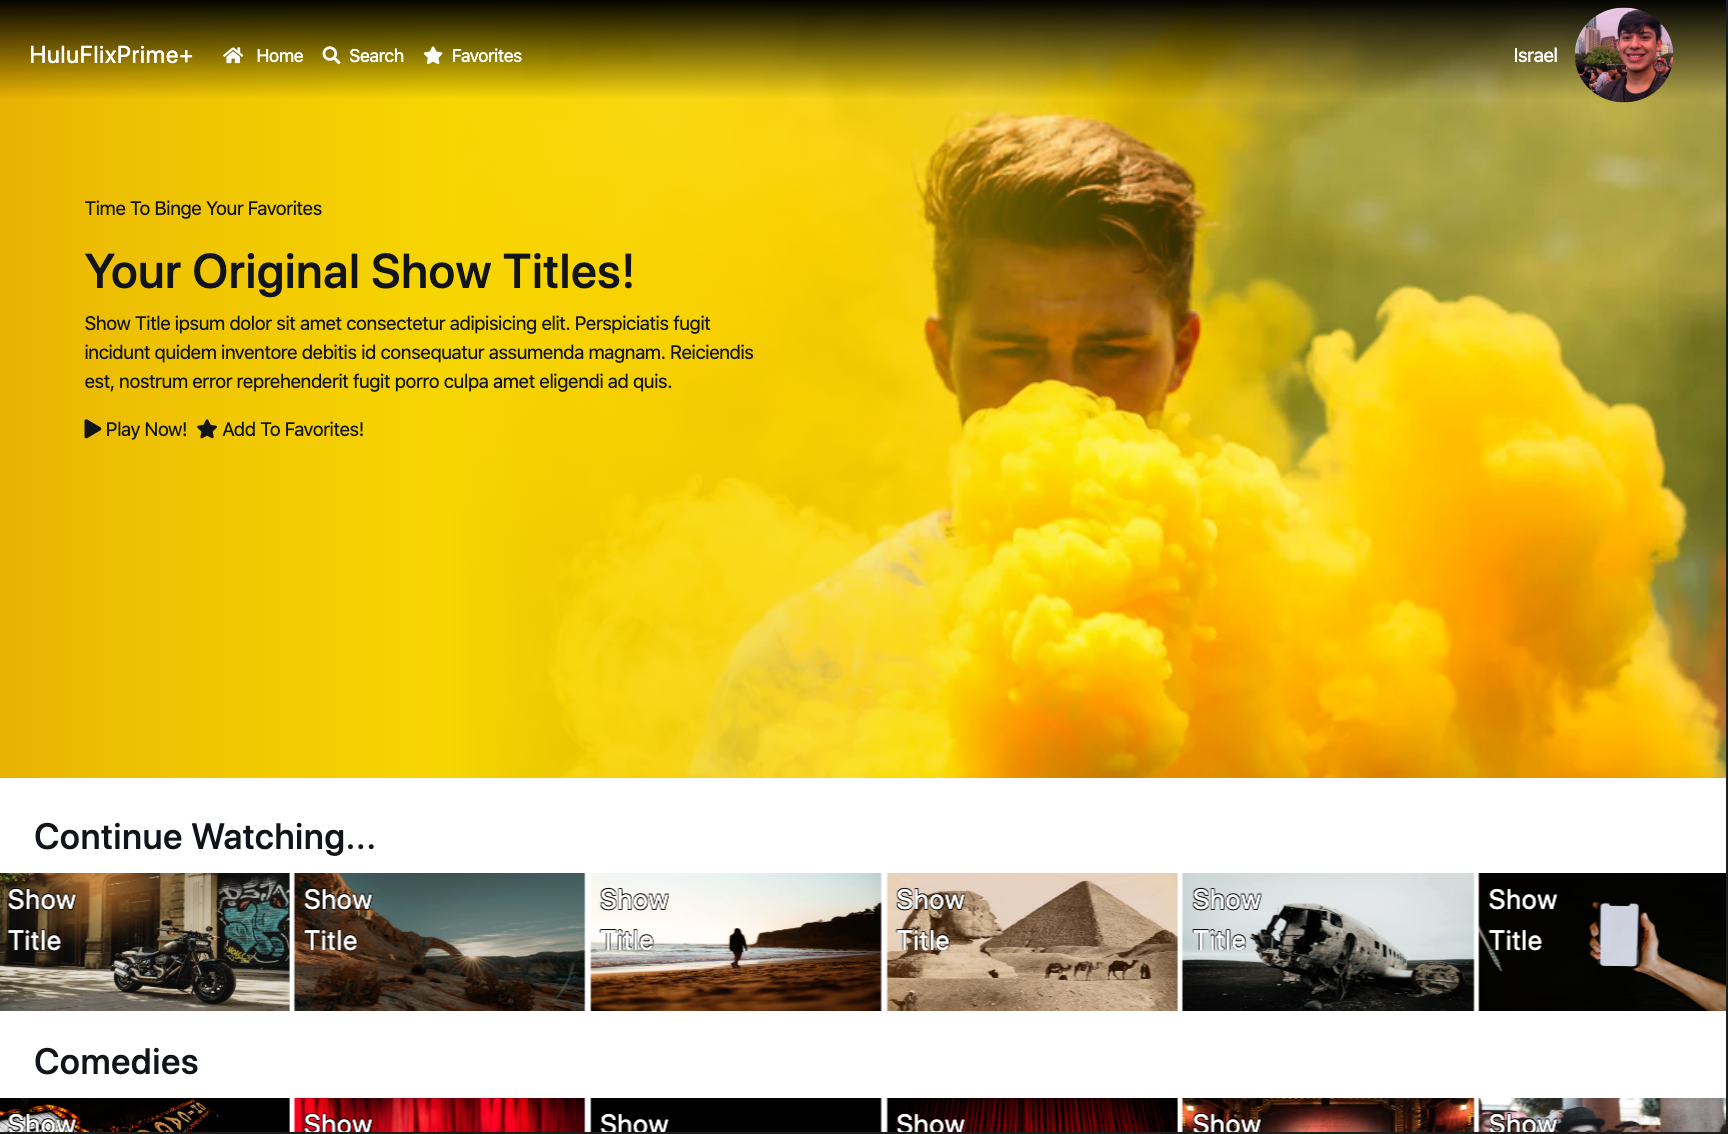 HuluFlixPrime+ Home Search Favorites Israel
Time To Binge Your Favorites
Your Original Show Titles!
Show Title ipsum dolor sit amet consectetur adipisicing elit. Perspiciatis fugit
incidunt quidem inventore debitis id consequatur assumenda magnam. Reiciendis
est, nostrum error reprehenderit fugit porro culpa amet eligendi ad quis.
Play Now! Add To Favorites!
Continue Watching...
Show
Title
Show
Title
Show
Title
Show
Title
Show
Title
Show
Title
Comedies
Show
Show
Show
Show
Show
Show